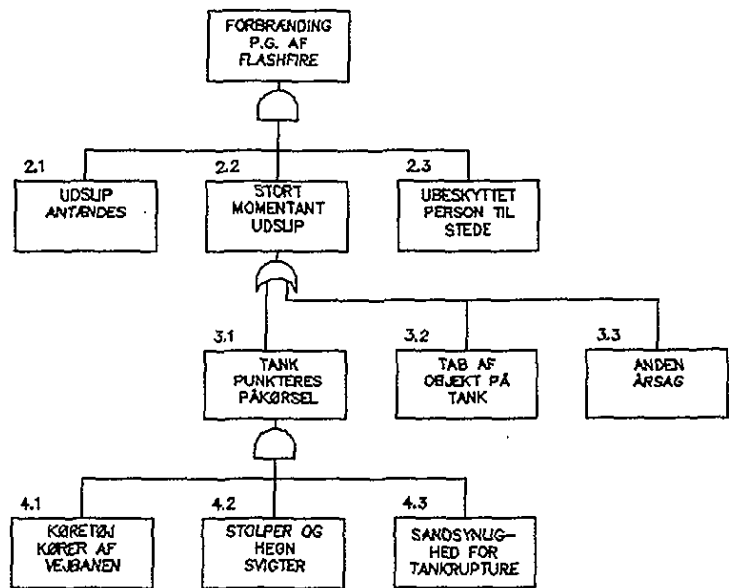 FORBRÆNDING
P.G. AF
FLASHFIRE
2.1
UDSLIP
ANTÆNDES
2.2
STORT
MOMENTANT
UDSLIP
2.3
UBESKYTTET
PERSON TIL
STEDE
3.1
TANK
PUNKTERES
PÅKØRSEL
3.2
TAB AF
OBJEKT PÅ
TANK
3.3
ANDEN
ÅRSAG
4.1
KØRETØJ
KØRER AF
VEJBANEN
4.2
STOLPER OG
HEGN
SVIGTER
4.3
SANDSYNLIG-
HED FOR
TANKRUPTURE